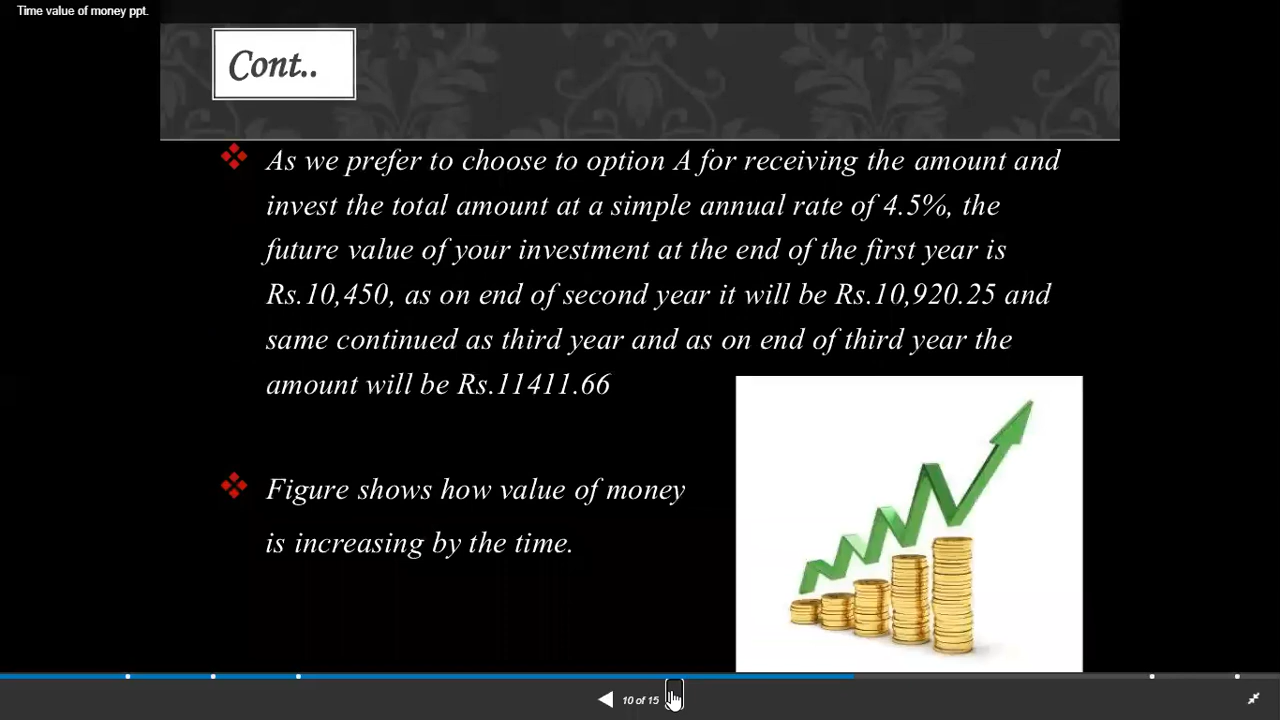 Time value of money ppt.
Cont..
As we prefer to choose to option A for receiving the amount and
invest the total amount at a simple annual rate of 4.5%, the
future value of your investment at the end of the first year is
Rs.10,450, as on end of second year it will be Rs.10,920.25 and
same continued as third year and as on end of third year the
amount will be Rs.11411.66
Figure shows how value of money
is increasing by the time.
10 of 15